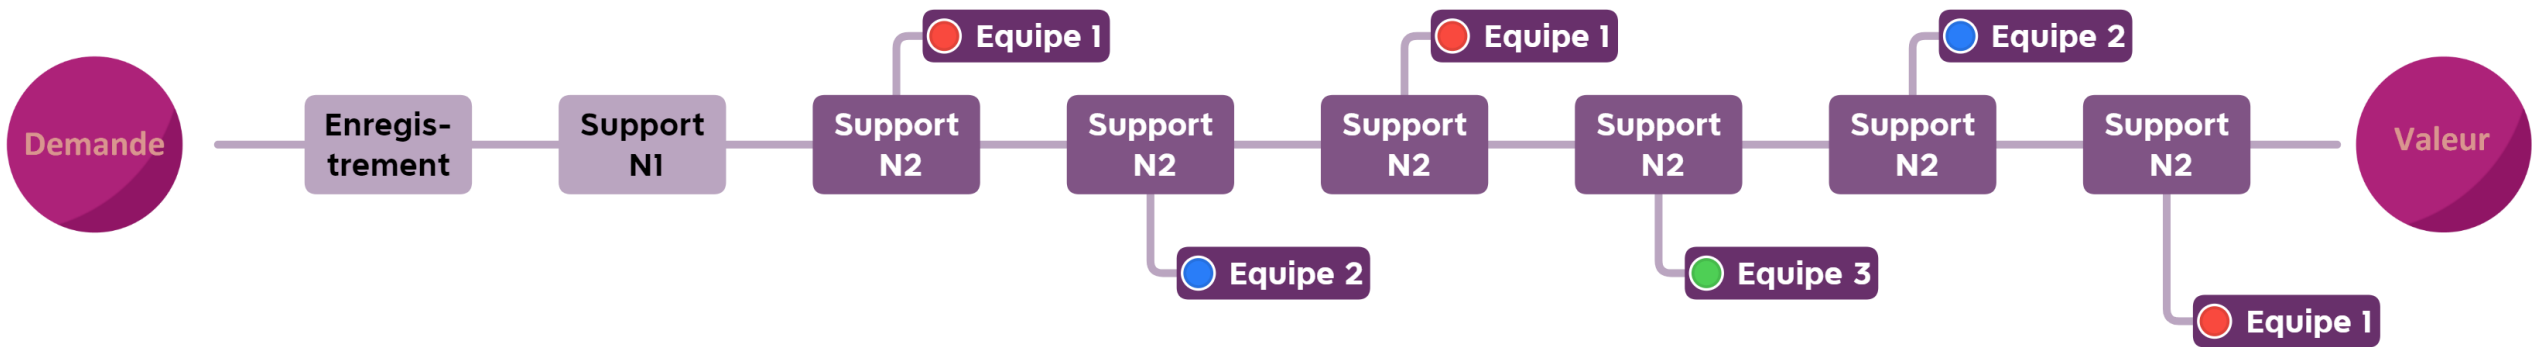 Equipe 1
Equipe 1
Equipe 2
Demande
Enregis-
trement
Support
N1
Support
N2
Support
N2
Support
N2
Support
N2
Support
N2
Support
N2
Valeur
Equipe 2
Equipe 3
Equipe 1